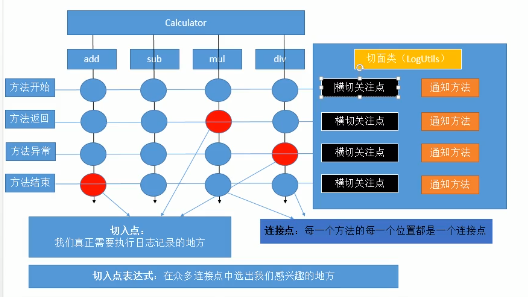 Calculator
切面类（LogUtils）
add
sub
mul
div
方法开始
横切关注点
通知方法
方法返回
横切关注点
通知方法
方法异常
横切关注点
通知方法
方法结束
横切关注点
通知方法
切入点：
我们真正需要执行日志记录的地方
连接点：每一个方法的每一个位置都是一个连接点
切入点表达式：在众多连接点中选出我们感兴趣的地方